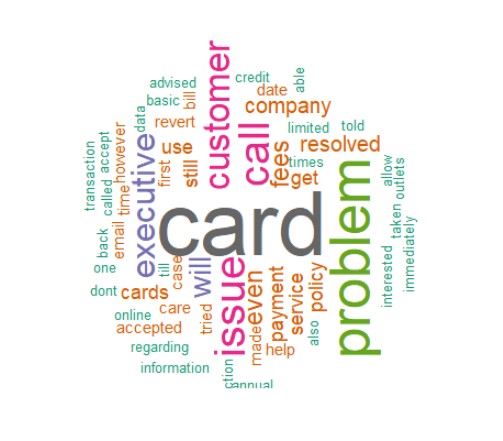 customer
advised
credit
able
basic
bill
date
company
data
revert
limited
told
call
transaction
accept
however
executive
first
use
still
fees
times
resolved
get
called
time
allow
outlets
card
problem
back
email
taken
immediately
one
till
case
will
issue
even
payment
service
policy
interested
dont
cards
care
online
tried
accepted
made
help
also
regarding
information
ction
annual